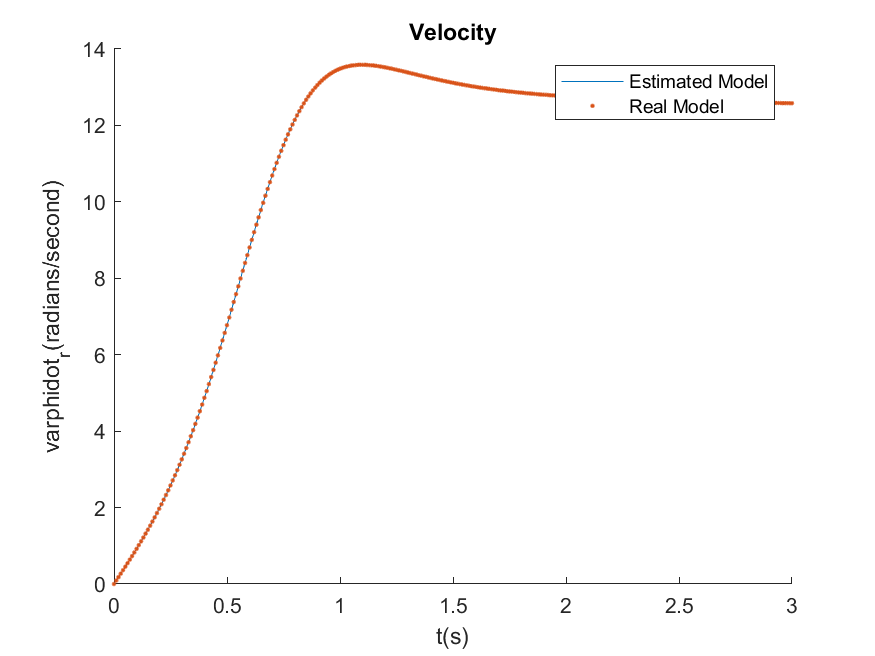 Velocity
14
12
10
8
6
4
2
0
varphidot_r(radians/second)
Estimated Model
Real Model
0 0.5 1 1.5 2 2.5 3
t(s)